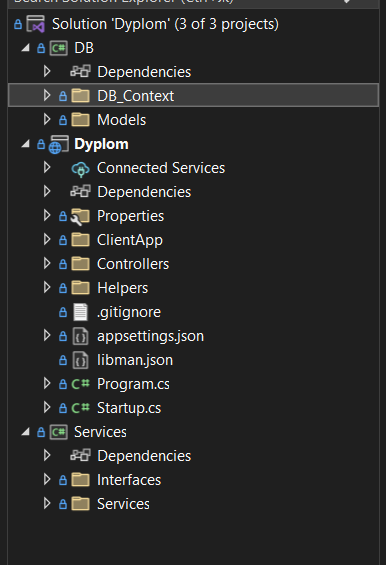 Solution 'Dyplom' (3 of 3 projects)
C# DB
Dependencies
DB_Context
Models
Dyplom
Connected Services
Dependencies
Properties
ClientApp
Controllers
Helpers
.gitignore
appsettings.json
libman.json
C# Program.cs
C# Startup.cs
C# Services
Dependencies
Interfaces
Services